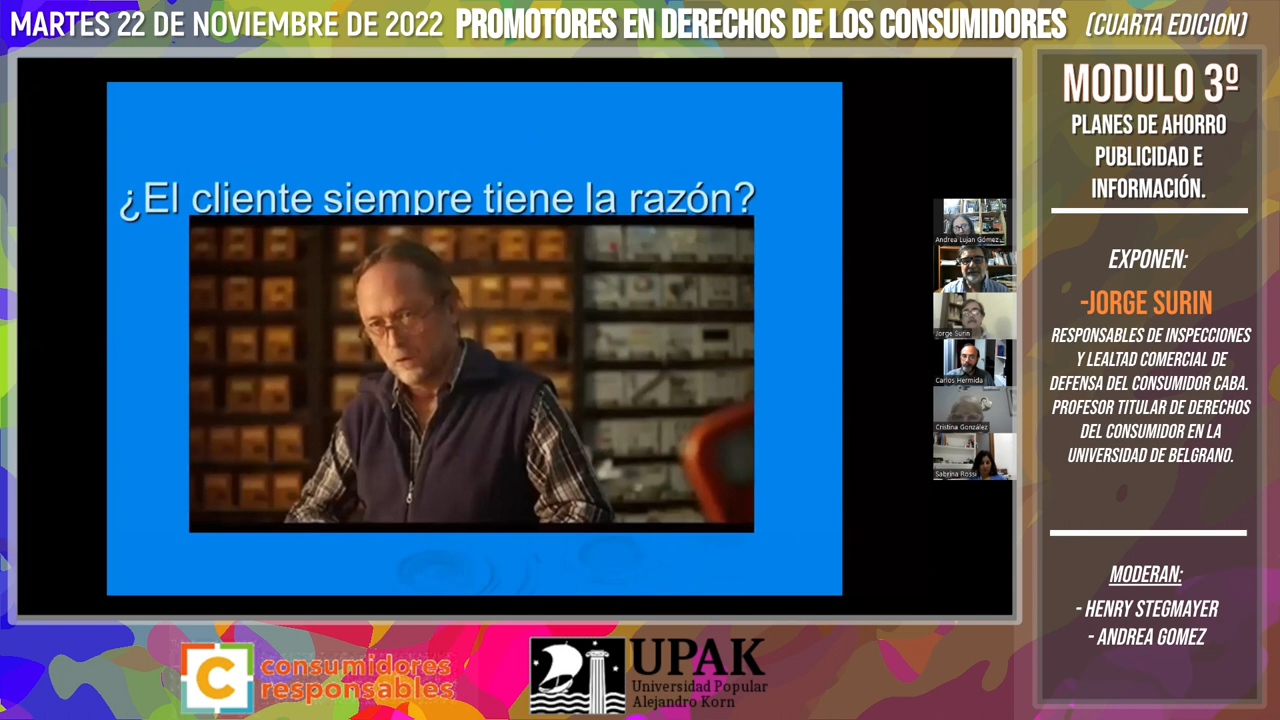 MARTES 22 DE NOVIEMBRE DE 2022 PROMOTORES EN DERECHOS DE LOS CONSUMIDORES (CUARTA EDICION)
¿El cliente siempre tiene la razón?
Andrea Lujan Gómez
Jorge Surin
Carlos Hermida
Cristina González
Sabrina Rossi
MODULO 3º
PLANES DE AHORRO
PUBLICIDAD E
INFORMACIÓN.
EXPONEN:
-JORGE SURIN
RESPONSABLES DE INSPECCIONES
Y LEALTAD COMERCIAL DE
DEFENSA DEL CONSUMIDOR CABA.
PROFESOR TITULAR DE DERECHOS
DEL CONSUMIDOR EN LA
UNIVERSIDAD DE BELGRANO.
MODERAN:
- HENRY STEGMAYER
- ANDREA GOMEZ
C consumidores
responsables
UPAK
Universidad Popular
Alejandro Korn